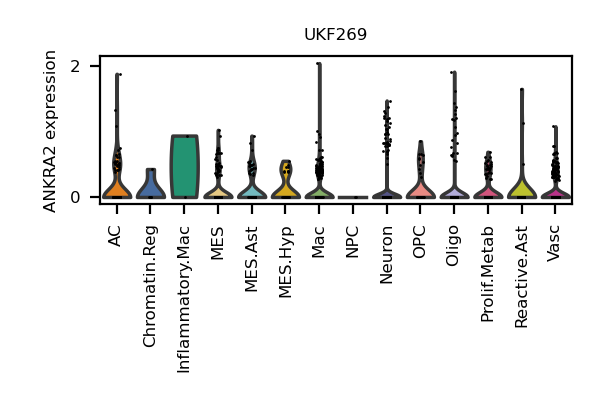 UKF269
ANKRA2 expression
2
0
AC
Chromatin.Reg
Inflammatory.Mac
MES
MES.Ast
MES.Hyp
Mac
NPC
Neuron
OPC
Oligo
Prolif.Metab
Reactive.Ast
Vasc